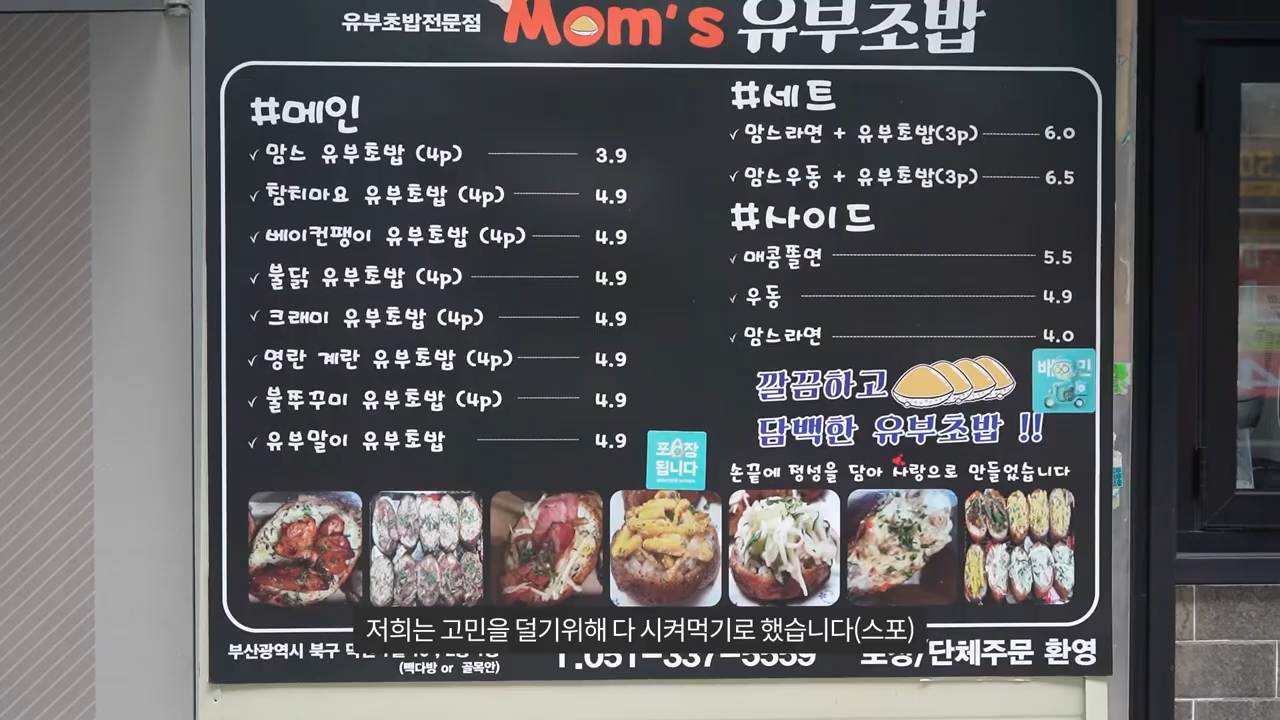 유부초밥전문점 Mom's 유부초밥
#메인
✓ 맘스 유부초밥 (4p) 3.9
✓ 참치마요 유부초밥 (4p) 4.9
✓ 베이컨팽이 유부초밥 (4p) 4.9
✓ 불닭 유부초밥 (4p) 4.9
✓ 크래미 유부초밥 (4p) 4.9
✓ 명란 계란 유부초밥 (4p) 4.9
✓ 불쭈꾸미 유부초밥 (4p) 4.9
✓ 유부말이 유부초밥 4.9
#세트
✓ 맘스라면 + 유부초밥(3p) 6.0
✓ 맘스우동 + 유부초밥(3p) 6.5
#사이드
✓ 매콤쫄면 5.5
✓ 우동 4.9
✓ 맘스라면 4.0
깔끔하고
담백한 유부초밥 !!
손끝에 정성을 담아 사랑으로 만들었습니다
포장
됩니다
배 민
저희는 고민을 덜기위해 다 시켜먹기로 했습니다(스포)
부산광역시 북구
(빽다방 or 골목안)
T.051-337-5559
포장/단체주문 환영